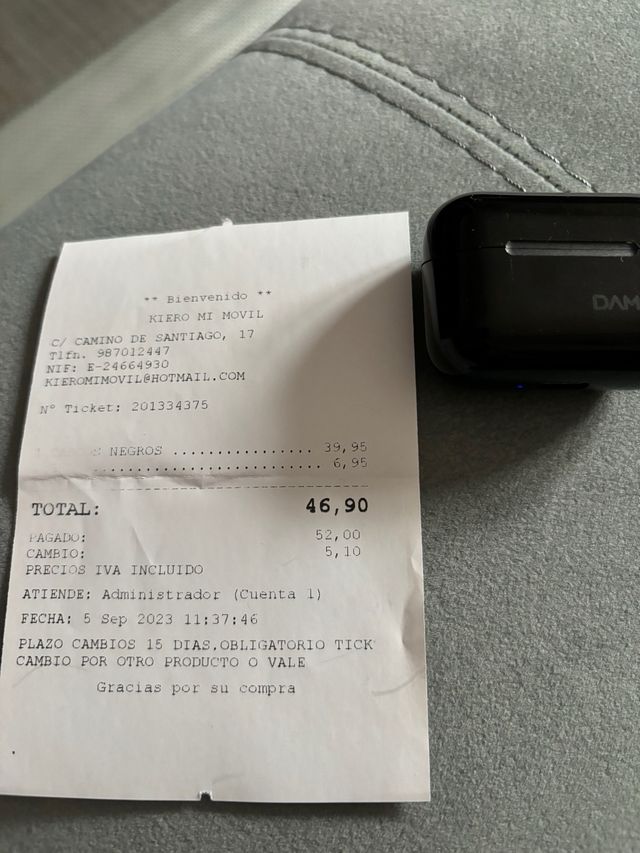 ** Bienvenido **
KIERO MI MOVIL
C/ CAMINO DE SANTIAGO, 17
Tlfn. 987012447
NIF: E-24664930
KIEROMIMOVIL@HOTMAIL.COM
Nº Ticket: 201334375
NEGROS ................ 39,95
......................... 6,95
TOTAL: 46,90
PAGADO: 52,00
CAMBIO: 5,10
PRECIOS IVA INCLUIDO
ATIENDE: Administrador (Cuenta 1)
FECHA: 5 Sep 2023 11:37:46
PLAZO CAMBIOS 15 DIAS.OBLIGATORIO TICK
CAMBIO POR OTRO PRODUCTO O VALE
Gracias por su compra
DAM